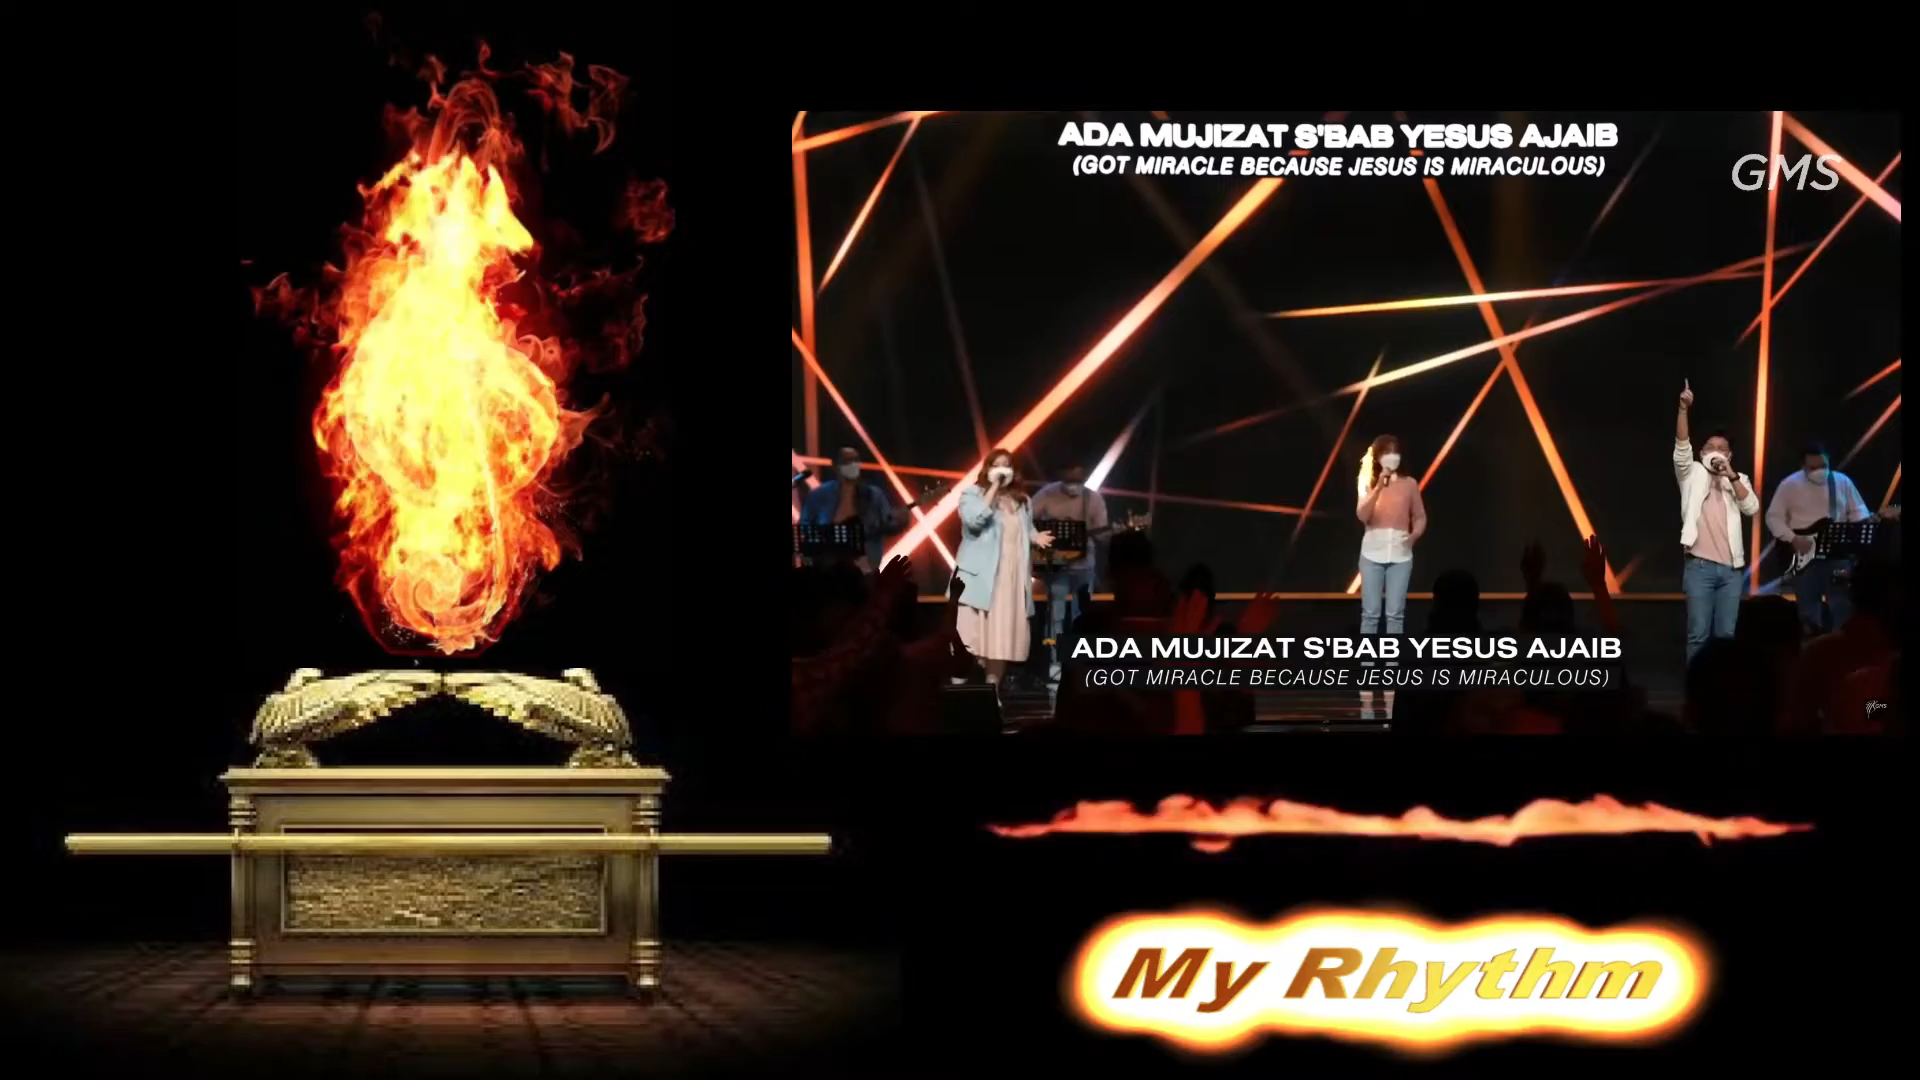 ADA MUJIZAT S'BAB YESUS AJAIB
(GOT MIRACLE BECAUSE JESUS IS MIRACULOUS)
GMS
ADA MUJIZAT S'BAB YESUS AJAIB
(GOT MIRACLE BECAUSE JESUS IS MIRACULOUS)
My Rhythm